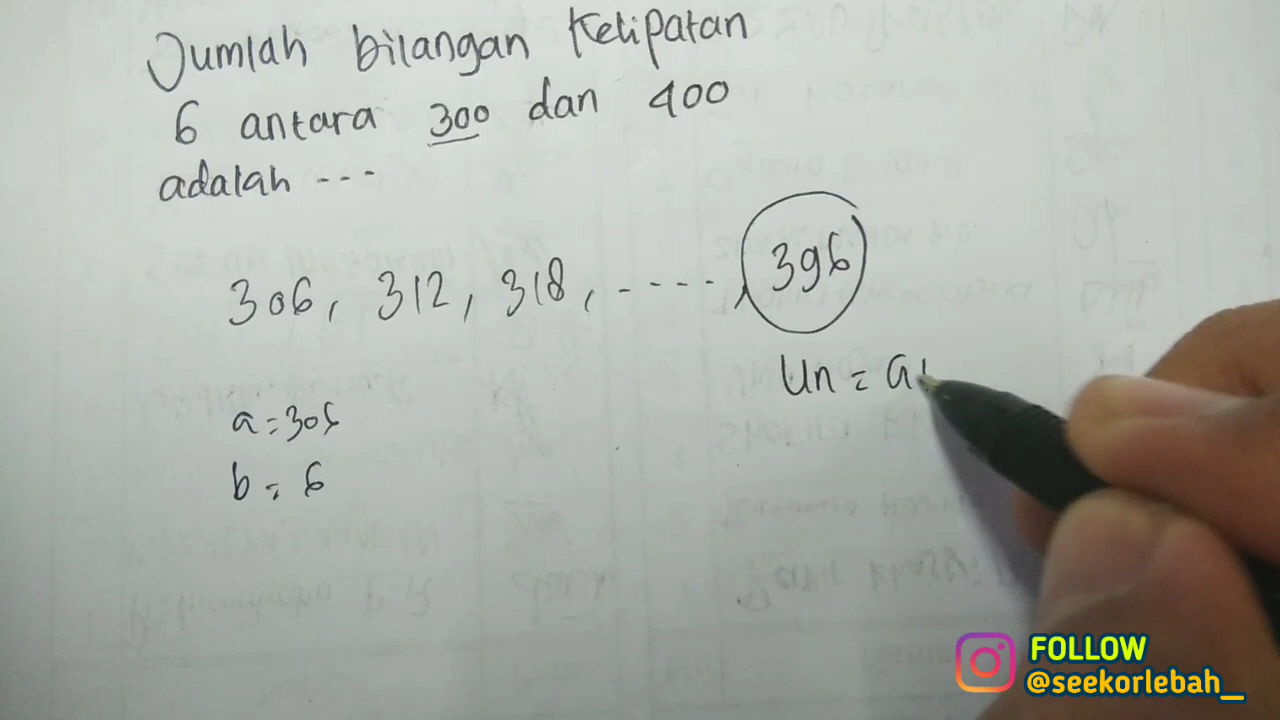 Jumlah bilangan Kelipatan
6 antara 300 dan 400
adalah ---
306, 312, 318, ....., 396
Un = a+
a = 306
b = 6
FOLLOW
@seekorlebah_